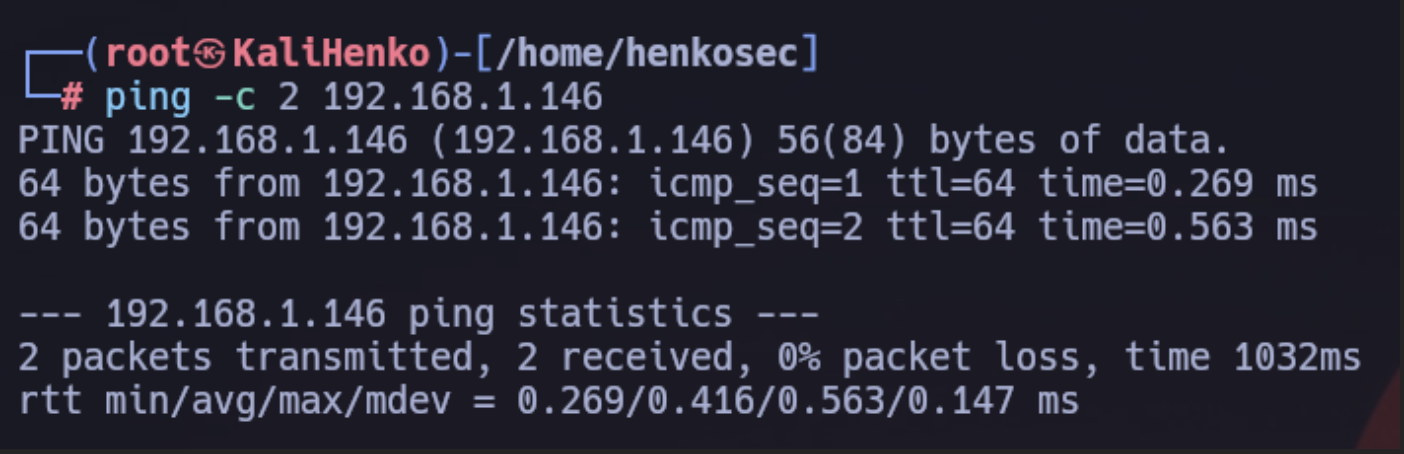 ┌──(root㉿KaliHenko)-[/home/henkosec]
└─# ping -c 2 192.168.1.146
PING 192.168.1.146 (192.168.1.146) 56(84) bytes of data.
64 bytes from 192.168.1.146: icmp_seq=1 ttl=64 time=0.269 ms
64 bytes from 192.168.1.146: icmp_seq=2 ttl=64 time=0.563 ms

--- 192.168.1.146 ping statistics ---
2 packets transmitted, 2 received, 0% packet loss, time 1032ms
rtt min/avg/max/mdev = 0.269/0.416/0.563/0.147 ms